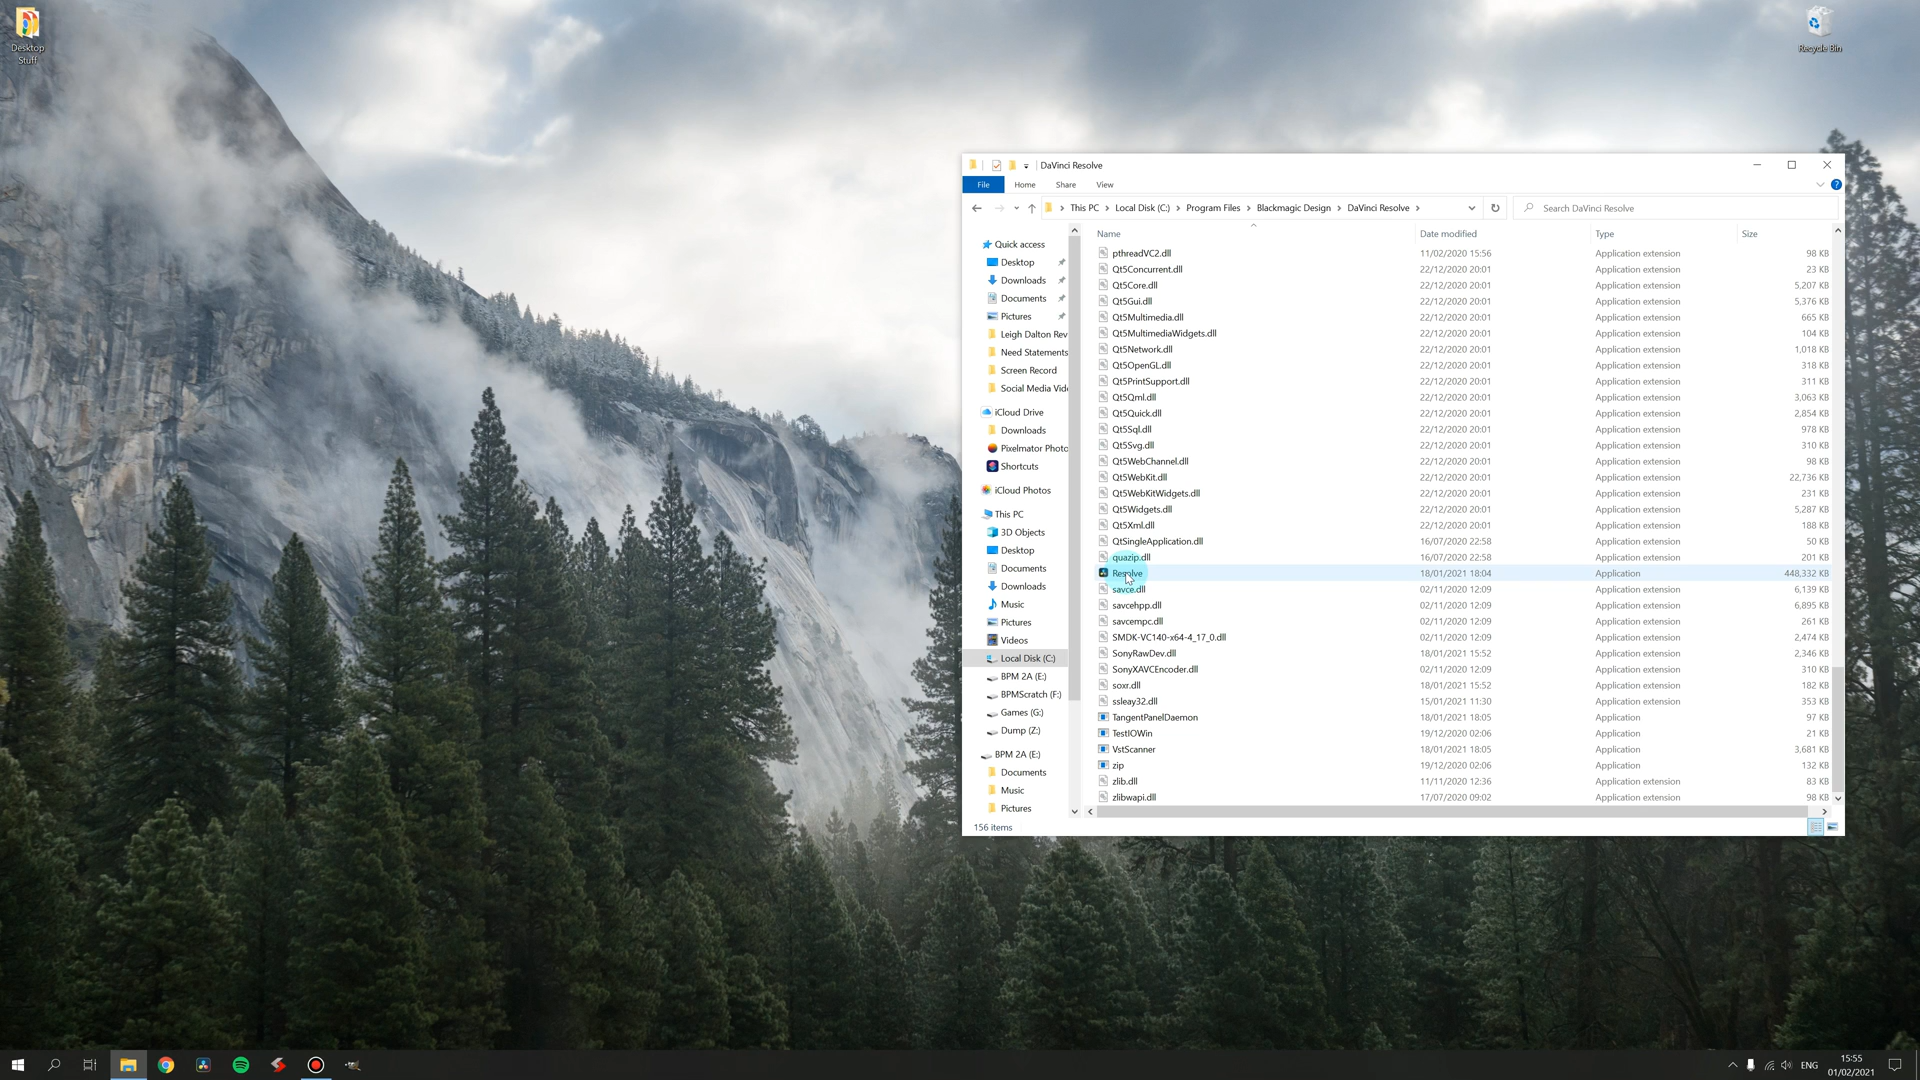 Desktop
Stuff
Recycle Bin
DaVinci Resolve
File Home Share View
This PC Local Disk (C:) Program Files Blackmagic Design DaVinci Resolve
Search DaVinci Resolve
Quick access
Desktop
Downloads
Documents
Pictures
Leigh Dalton Rev
Need Statements
Screen Record
Social Media Vid
iCloud Drive
Downloads
Pixelmator Photo
Shortcuts
iCloud Photos
This PC
3D Objects
Desktop
Documents
Downloads
Music
Pictures
Videos
Local Disk (C:)
BPM 2A (E:)
BPMScratch (F:)
Games (G:)
Dump (Z:)
BPM 2A (E:)
Documents
Music
Pictures
Name Date modified Type Size
pthreadVC2.dll 11/02/2020 15:56 Application extension 98 KB
Qt5Concurrent.dll 22/12/2020 20:01 Application extension 23 KB
Qt5Core.dll 22/12/2020 20:01 Application extension 5,207 KB
Qt5Gui.dll 22/12/2020 20:01 Application extension 5,376 KB
Qt5Multimedia.dll 22/12/2020 20:01 Application extension 665 KB
Qt5MultimediaWidgets.dll 22/12/2020 20:01 Application extension 104 KB
Qt5Network.dll 22/12/2020 20:01 Application extension 1,018 KB
Qt5OpenGL.dll 22/12/2020 20:01 Application extension 318 KB
Qt5PrintSupport.dll 22/12/2020 20:01 Application extension 311 KB
Qt5Qml.dll 22/12/2020 20:01 Application extension 3,063 KB
Qt5Quick.dll 22/12/2020 20:01 Application extension 2,854 KB
Qt5Sql.dll 22/12/2020 20:01 Application extension 978 KB
Qt5Svg.dll 22/12/2020 20:01 Application extension 310 KB
Qt5WebChannel.dll 22/12/2020 20:01 Application extension 98 KB
Qt5WebKit.dll 22/12/2020 20:01 Application extension 22,736 KB
Qt5WebKitWidgets.dll 22/12/2020 20:01 Application extension 231 KB
Qt5Widgets.dll 22/12/2020 20:01 Application extension 5,287 KB
Qt5Xml.dll 22/12/2020 20:01 Application extension 188 KB
QtSingleApplication.dll 16/07/2020 22:58 Application extension 50 KB
quazip.dll 16/07/2020 22:58 Application extension 201 KB
Resolve 18/01/2021 18:04 Application 448,332 KB
savce.dll 02/11/2020 12:09 Application extension 6,139 KB
savcehpp.dll 02/11/2020 12:09 Application extension 6,895 KB
savcempc.dll 02/11/2020 12:09 Application extension 261 KB
SMDK-VC140-x64-4_17_0.dll 02/11/2020 12:09 Application extension 2,474 KB
SonyRawDev.dll 18/01/2021 15:52 Application extension 2,346 KB
SonyXAVCEncoder.dll 02/11/2020 12:09 Application extension 310 KB
soxr.dll 18/01/2021 15:52 Application extension 182 KB
ssleay32.dll 15/01/2021 11:30 Application extension 353 KB
TangentPanelDaemon 18/01/2021 18:05 Application 97 KB
TestIOWin 19/12/2020 02:06 Application 21 KB
VstScanner 18/01/2021 18:05 Application 3,681 KB
zip 19/12/2020 02:06 Application 132 KB
zlib.dll 11/11/2020 12:36 Application extension 83 KB
zlibwapi.dll 17/07/2020 09:02 Application extension 98 KB
156 items
ENG
15:55
01/02/2021